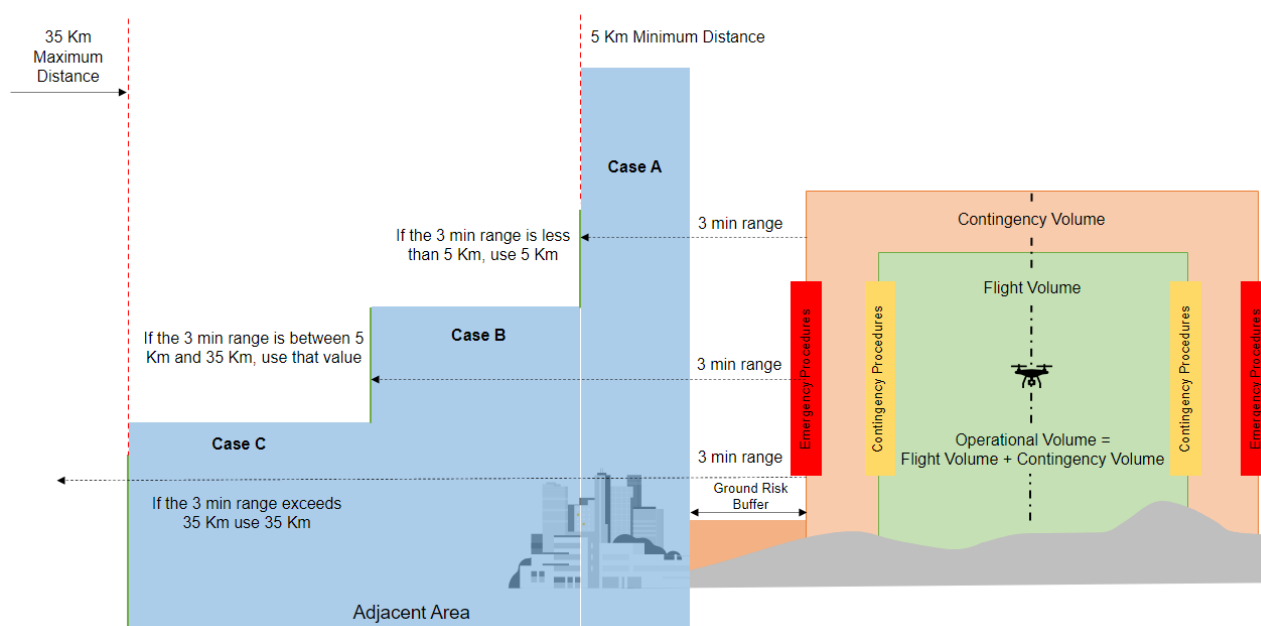 35 Km
Maximum
Distance
5 Km Minimum Distance
Case A
If the 3 min range is less
than 5 Km, use 5 Km
3 min range
Contingency Volume
Flight Volume
If the 3 min range is between 5
Km and 35 Km, use that value
Case B
3 min range
Emergency Procedures
Contingency Procedures
Contingency Procedures
Emergency Procedures
Case C
3 min range
Operational Volume =
Flight Volume + Contingency Volume
If the 3 min range exceeds
35 Km use 35 Km
Ground Risk
Buffer
Adjacent Area